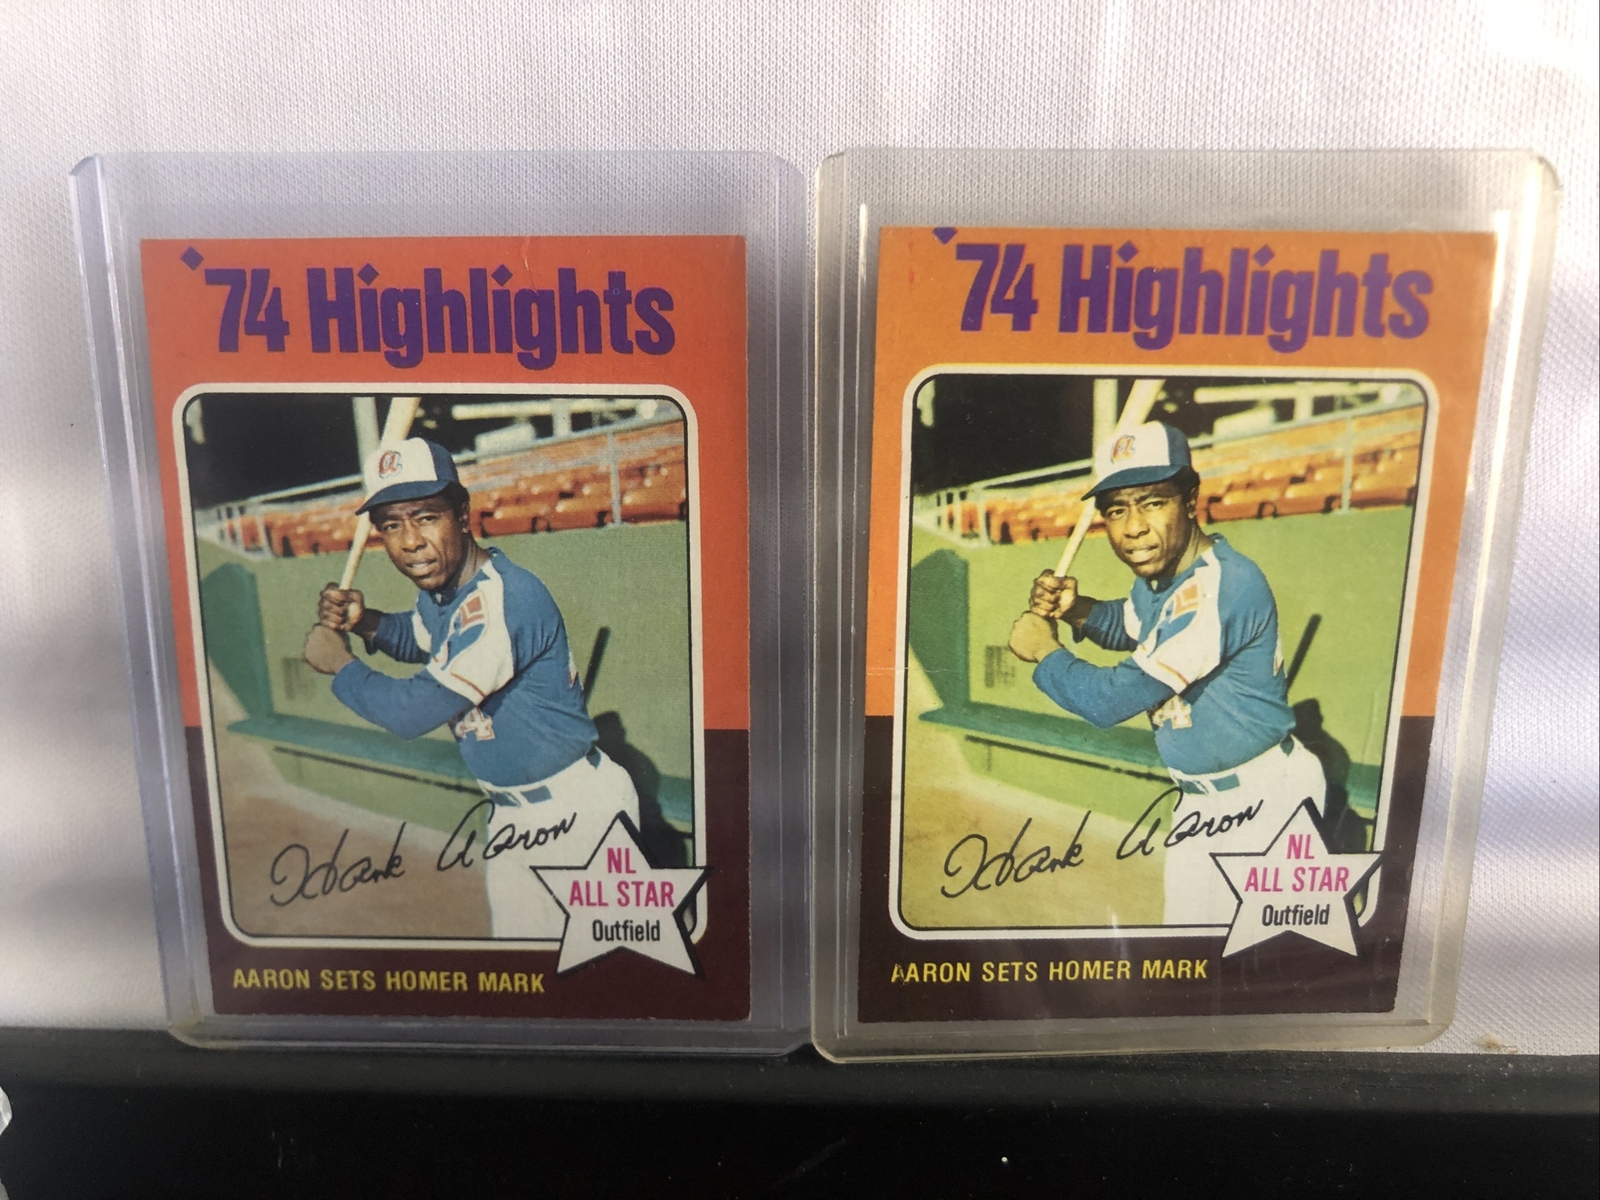 '74 Highlights
Hank Aaron
NL
ALL STAR
Outfield
AARON SETS HOMER MARK
'74 Highlights
Hank Aaron
NL
ALL STAR
Outfield
AARON SETS HOMER MARK